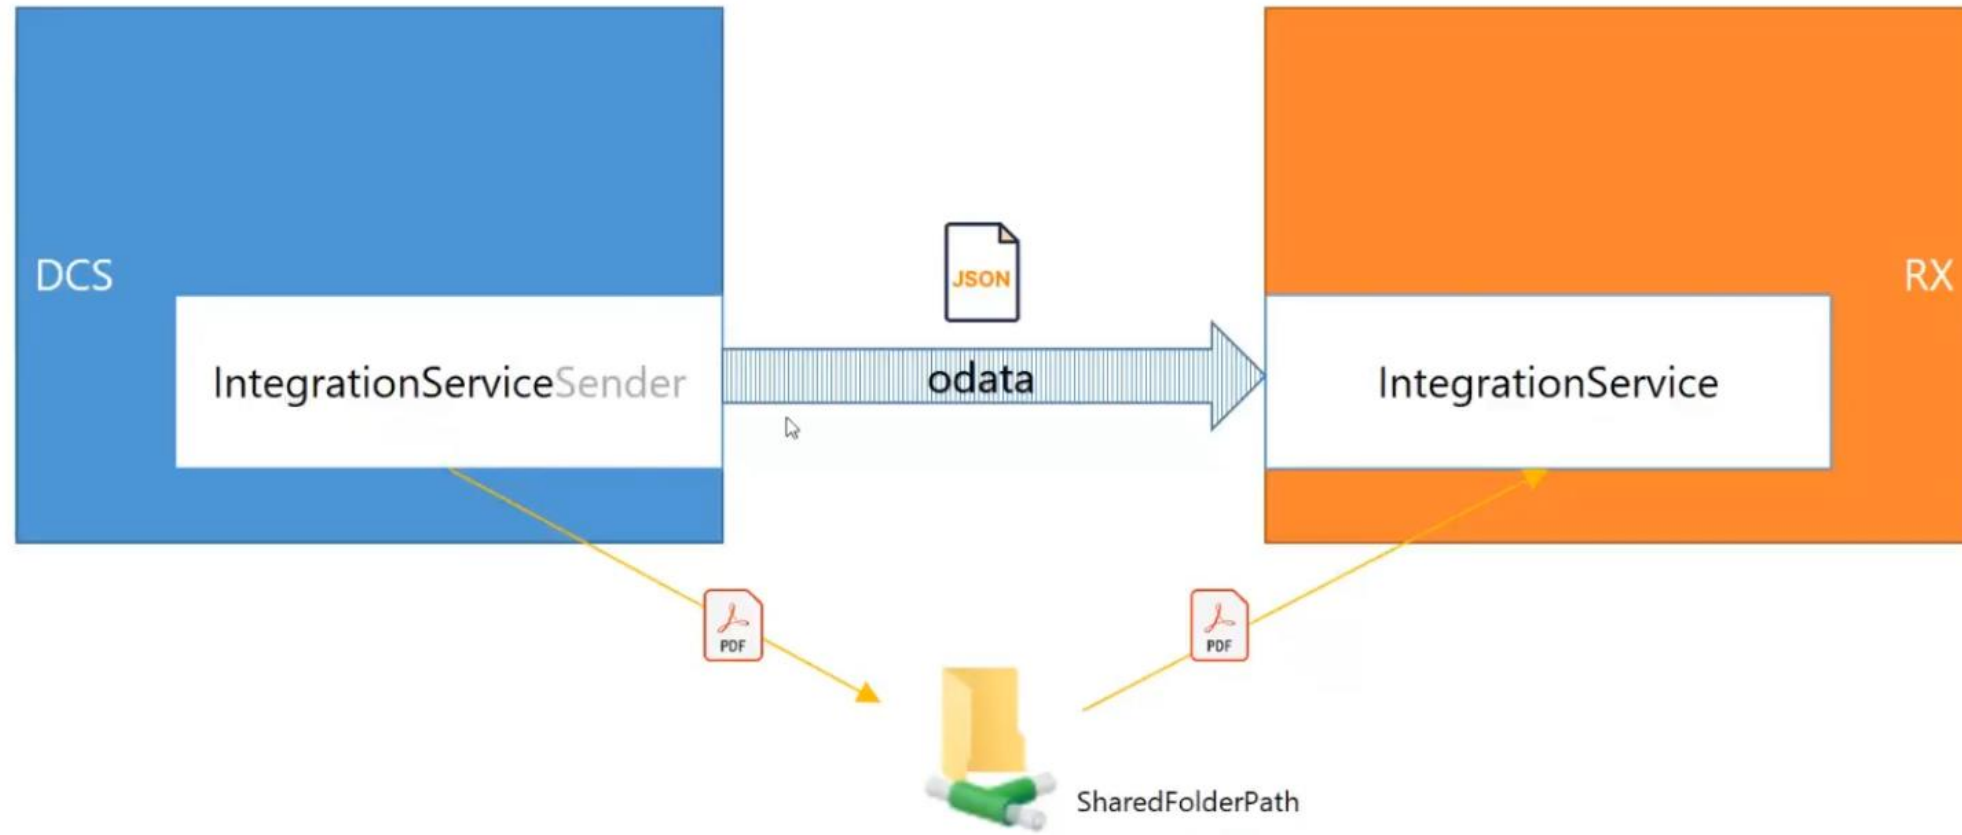 JSON
DCS
RX
IntegrationServiceSender
odata
IntegrationService
PDF
PDF
SharedFolderPath